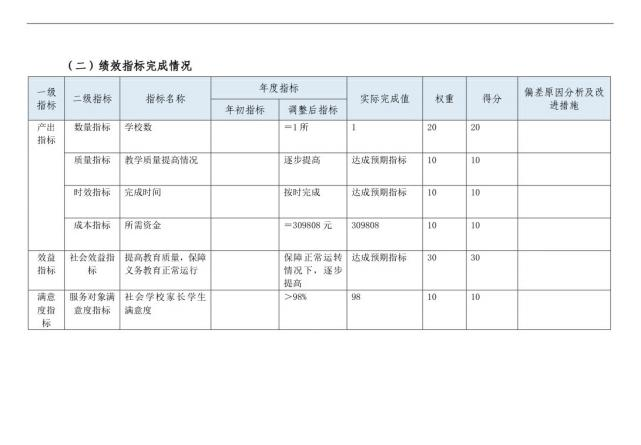 （二）绩效指标完成情况
一级指标 二级指标 指标名称 年度指标 实际完成值 权重 得分 偏差原因分析及改进措施
年初指标 调整后指标
产出指标 数量指标 学校数 ＝1 所 1 20 20
质量指标 教学质量提高情况 逐步提高 达成预期指标 10 10
时效指标 完成时间 按时完成 达成预期指标 10 10
成本指标 所需资金 ＝309808 元 309808 10 10
效益指标 社会效益指标 提高教育质量，保障义务教育正常运行 保障正常运转情况下，逐步提高 达成预期指标 30 30
满意度指标 服务对象满意度指标 社会学校家长学生满意度 ＞98% 98 10 10